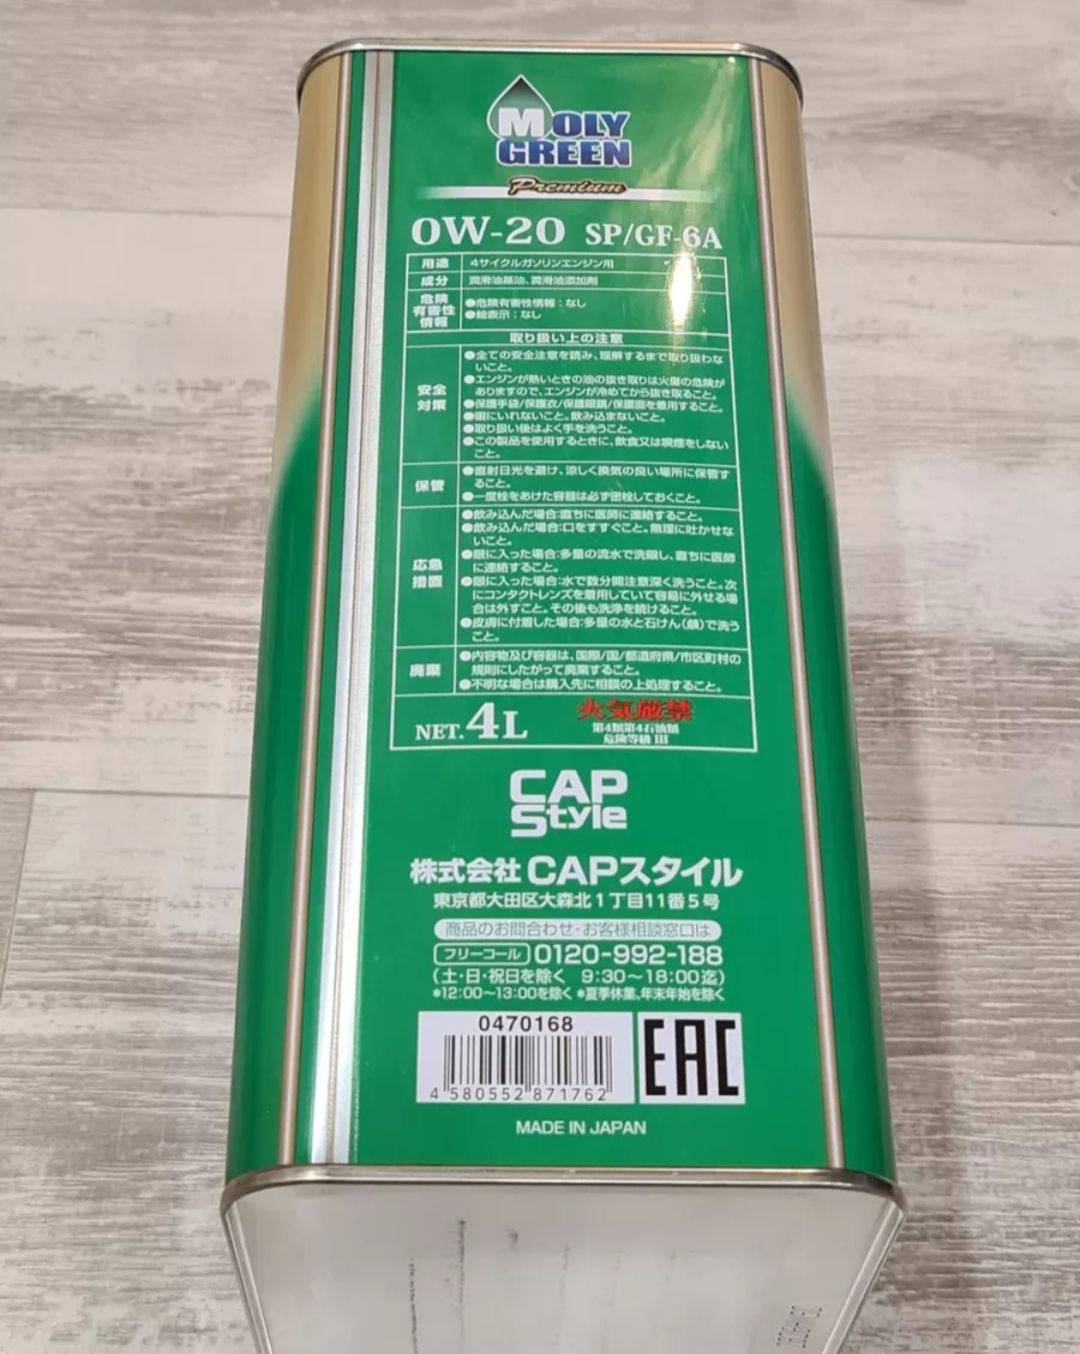 MOLY
GREEN
Premium
0W-20 SP/GF-6A
用途 4サイクルガソリンエンジン用
成分 潤滑油基油、潤滑油添加剤
危険
有害性
情報
●危険有害性情報：なし
●絵表示：なし
取り扱い上の注意
安全
対策
●全ての安全注意を読み、理解するまで取り扱わな
いこと。
●エンジンが熱いときの油の抜き取りは火傷の危険が
ありますので、エンジンが冷めてから抜き取ること。
●保護手袋/保護衣/保護眼鏡/保護面を着用すること。
●眼にいれないこと。飲み込まないこと。
●取り扱い後はよく手を洗うこと。
●この製品を使用するときに、飲食又は喫煙をしない
こと。
保管
●直射日光を避け、涼しく換気の良い場所に保管す
ること。
●一度栓をあけた容器は必ず密栓しておくこと。
応急
措置
●飲み込んだ場合:直ちに医師に連絡すること。
●飲み込んだ場合:口をすすぐこと。無理に吐かせな
いこと。
●眼に入った場合:多量の流水で洗眼し、直ちに医師
に連絡すること。
●眼に入った場合:水で数分間注意深く洗うこと。次
にコンタクトレンズを着用していて容易に外せる場
合は外すこと。その後も洗浄を続けること。
●皮膚に付着した場合:多量の水と石けん(鹸)で洗う
こと。
廃棄
●内容物及び容器は、国際/国/都道府県/市区町村の
規則にしたがって廃棄すること。
●不明な場合は購入先に相談の上処理すること。
NET.4L
火気厳禁
第4類第4石油類
危険等級 III
CAP
Style
株式会社 CAPスタイル
東京都大田区大森北1丁目11番5号
商品のお問合わせ・お客様相談窓口は
フリーコール 0120-992-188
(土・日・祝日を除く 9:30〜18:00迄)
*12:00〜13:00を除く *夏季休業、年末年始を除く
0470168
4 580552 871762
EAC
MADE IN JAPAN